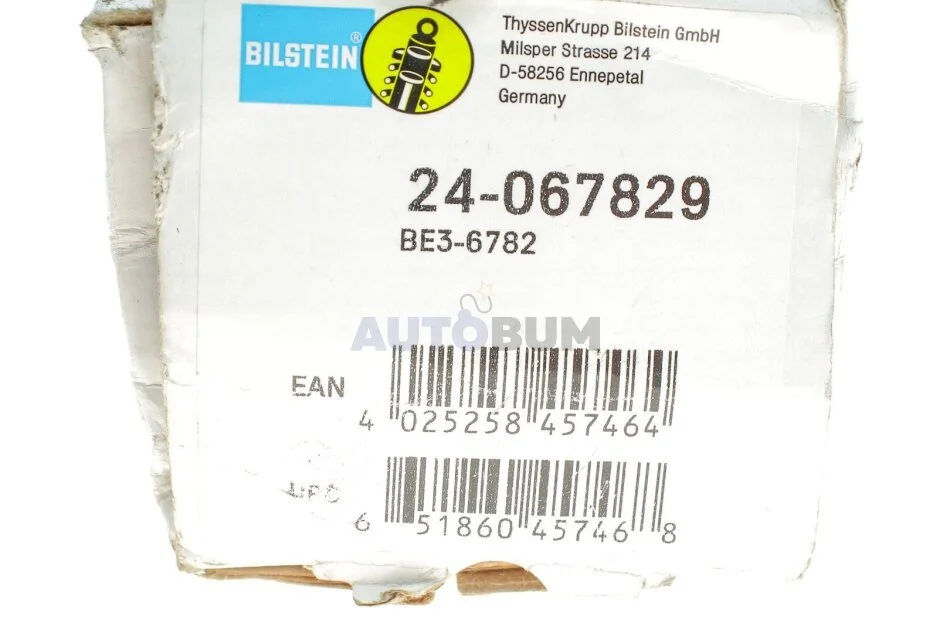 BILSTEIN®
ThyssenKrupp Bilstein GmbH
Milsper Strasse 214
D-58256 Ennepetal
Germany
24-067829
BE3-6782
AUTOBUM
EAN
4 025258 457464
UPC
6 51860 45746 8